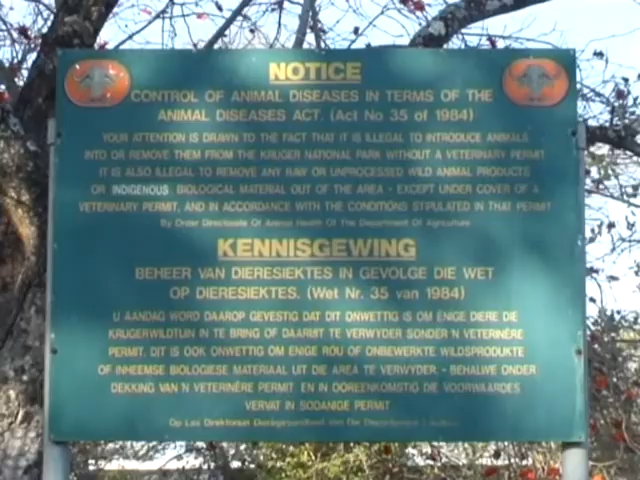 NOTICE
CONTROL OF ANIMAL DISEASES IN TERMS OF THE
ANIMAL DISEASES ACT. (Act No 35 of 1984)
YOUR ATTENTION IS DRAWN TO THE FACT THAT IT IS ILLEGAL TO INTRODUCE ANIMALS
INTO OR REMOVE THEM FROM THE KRUGER NATIONAL PARK WITHOUT A VETERINARY PERMIT
IT IS ALSO ILLEGAL TO REMOVE ANY RAW OR UNPROCESSED WILD ANIMAL PRODUCTS
OR INDIGENOUS BIOLOGICAL MATERIAL OUT OF THE AREA - EXCEPT UNDER COVER OF A
VETERINARY PERMIT, AND IN ACCORDANCE WITH THE CONDITIONS STIPULATED IN THAT PERMIT
By Order Directorate Of Animal Health Of The Department Of Agriculture
KENNISGEWING
BEHEER VAN DIERESIEKTES IN GEVOLGE DIE WET
OP DIERESIEKTES. (Wet Nr. 35 van 1984)
U AANDAG WORD DAAROP GEVESTIG DAT DIT ONWETTIG IS OM ENIGE DIERE DIE
KRUGERWILDTUIN IN TE BRING OF DAARUIT TE VERWYDER SONDER 'N VETERINÊRE
PERMIT. DIT IS OOK ONWETTIG OM ENIGE ROU OF ONBEWERKTE WILDSPRODUKTE
OF INHEEMSE BIOLOGIESE MATERIAAL UIT DIE AREA TE VERWYDER. - BEHALWE ONDER
DEKKING VAN 'N VETERINÊRE PERMIT EN IN OOREENKOMSTIG DIE VOORWAARDES
VERVAT IN SODANIGE PERMIT
Op Las Direktoraat Dieregesondheid van Die Departement